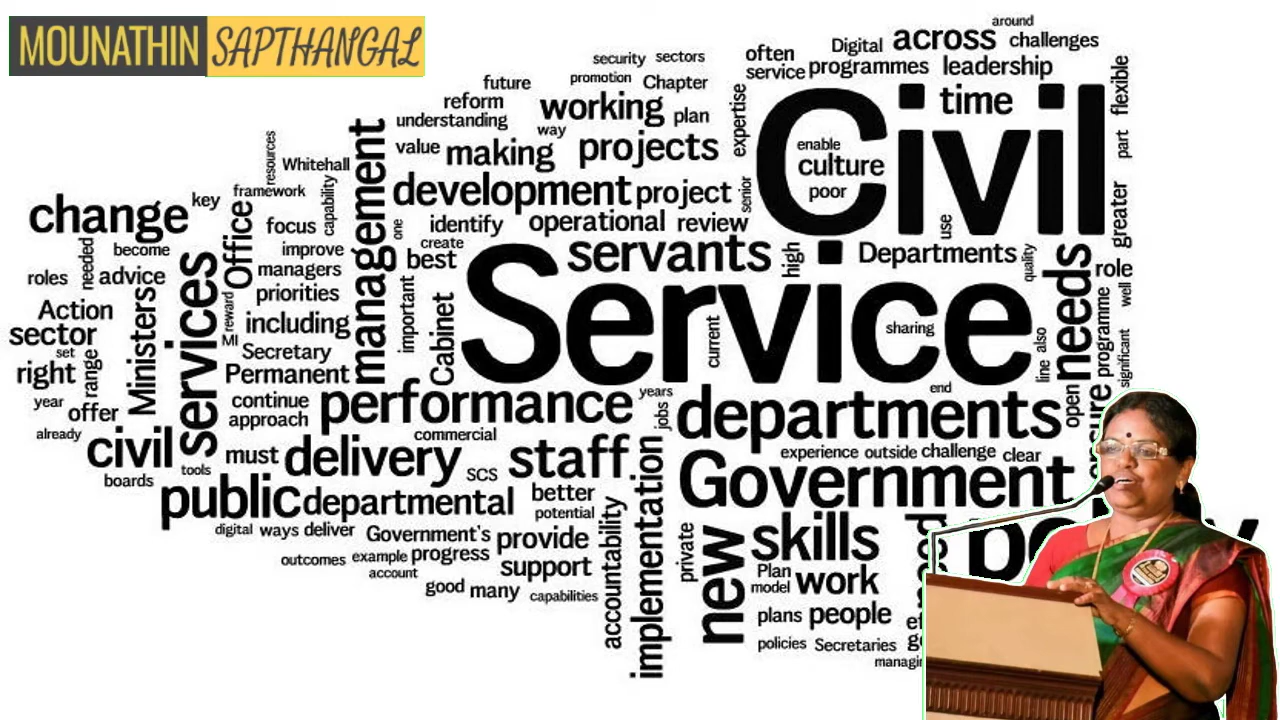 MOUNATHIN SAPTHANGAL
around
often Digital across challenges
security sectors
service programmes leadership
future promotion Chapter
flexible
reform working plan expertise Civil time
understanding way
value making projects enable part
resources Whitehall culture
key framework capability management development project senior poor
change Office focus identify operational review use greater
needed become improve one create best servants high Departments quality needs
roles advice services managers role
Action Ministers reward priorities important Cabinet Service current sharing programme well
sector including also
set range MI Secretary line significant
right Permanent
year offer continue performance years departments end open ensure
already approach commercial jobs
civil must delivery SCS staff experience outside challenge clear
boards tools
public departmental better potential implementation Government
digital ways deliver Government's provide accountability private new skills
outcomes example progress support Plan work
account model
good many capabilities plans people
policies Secretaries